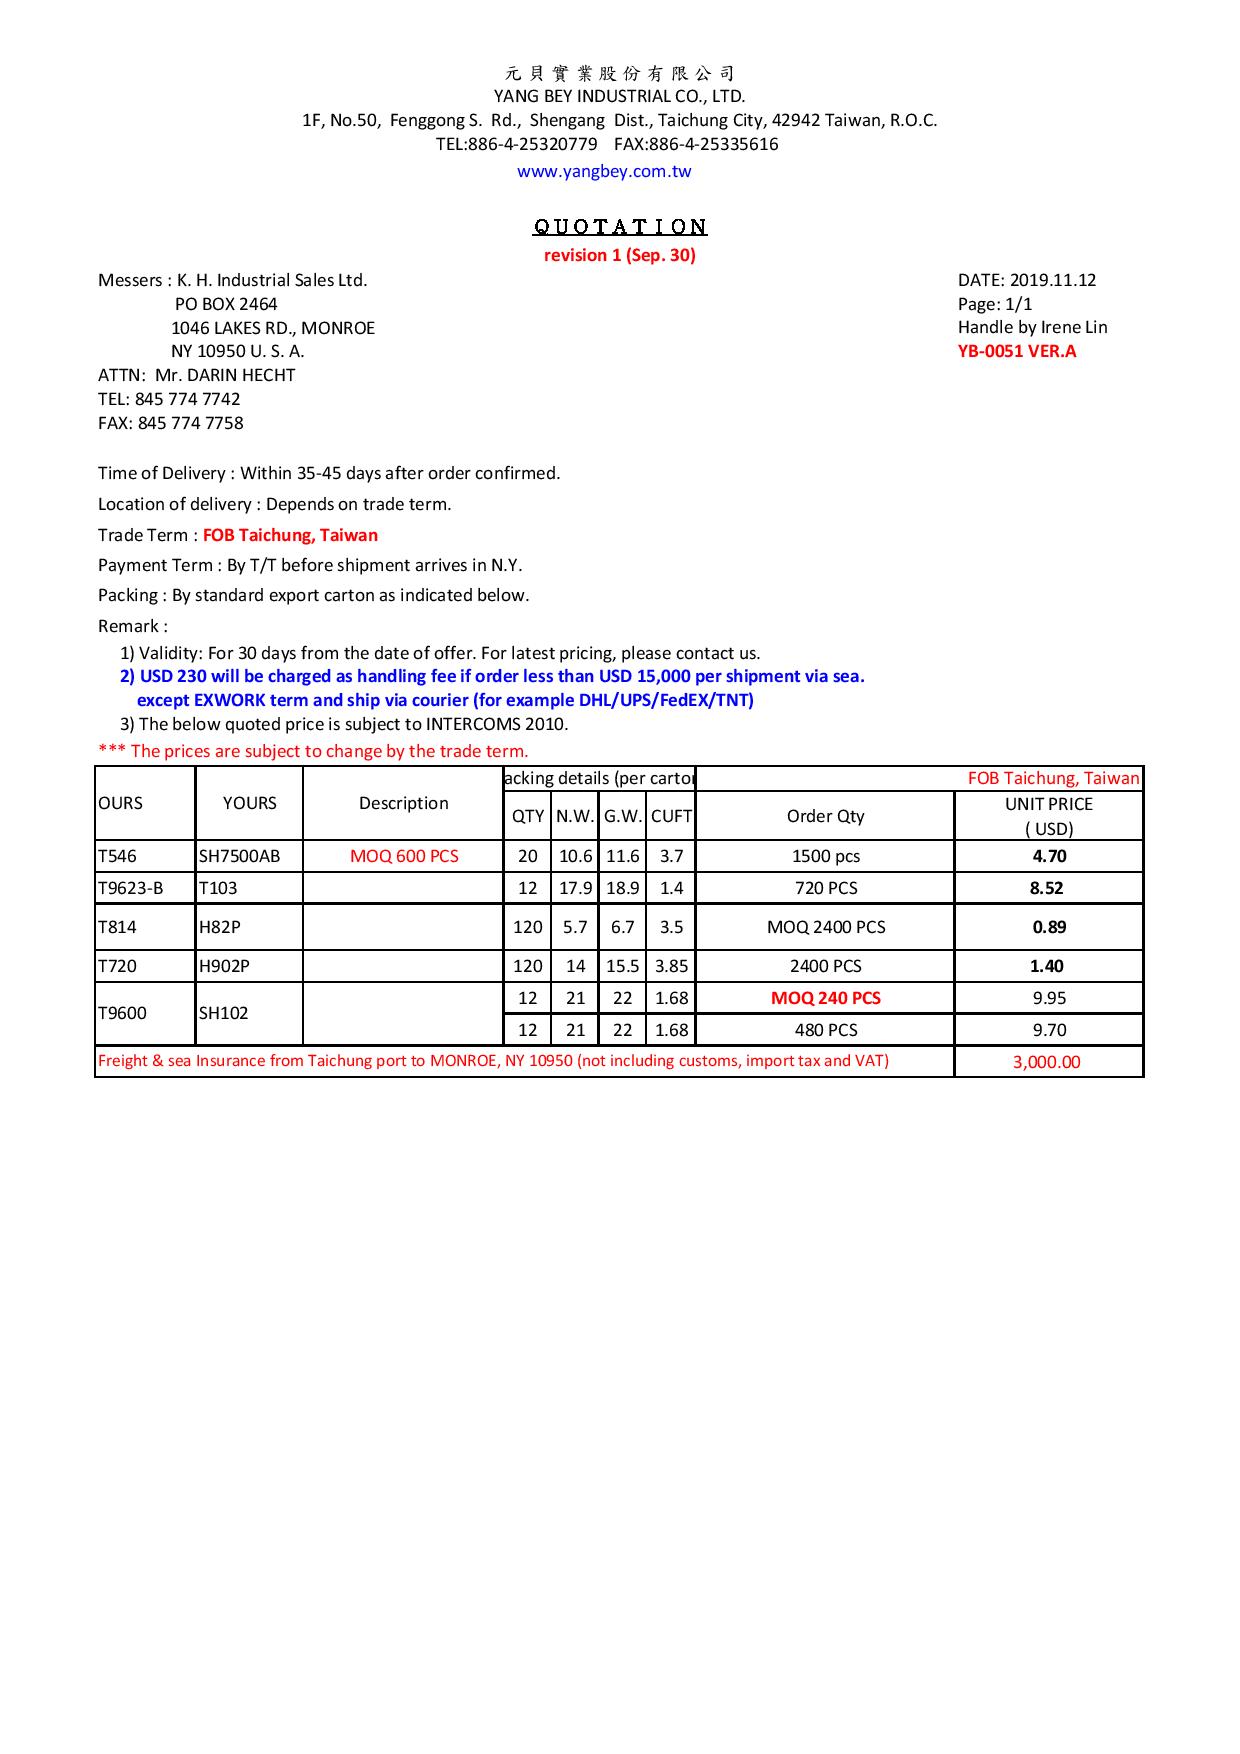 元貝實業股份有限公司
YANG BEY INDUSTRIAL CO., LTD.
1F, No.50, Fenggong S. Rd., Shengang Dist., Taichung City, 42942 Taiwan, R.O.C.
TEL:886-4-25320779 FAX:886-4-25335616
www.yangbey.com.tw
QUOTATION
revision 1 (Sep. 30)
Messers : K. H. Industrial Sales Ltd. DATE: 2019.11.12
PO BOX 2464 Page: 1/1
1046 LAKES RD., MONROE Handle by Irene Lin
NY 10950 U. S. A. YB-0051 VER.A
ATTN: Mr. DARIN HECHT
TEL: 845 774 7742
FAX: 845 774 7758
Time of Delivery : Within 35-45 days after order confirmed.
Location of delivery : Depends on trade term.
Trade Term : FOB Taichung, Taiwan
Payment Term : By T/T before shipment arrives in N.Y.
Packing : By standard export carton as indicated below.
Remark :
1) Validity: For 30 days from the date of offer. For latest pricing, please contact us.
2) USD 230 will be charged as handling fee if order less than USD 15,000 per shipment via sea.
except EXWORK term and ship via courier (for example DHL/UPS/FedEX/TNT)
3) The below quoted price is subject to INTERCOMS 2010.
*** The prices are subject to change by the trade term.
acking details (per carton FOB Taichung, Taiwan
OURS YOURS Description QTY N.W. G.W. CUFT Order Qty UNIT PRICE
( USD)
T546 SH7500AB MOQ 600 PCS 20 10.6 11.6 3.7 1500 pcs 4.70
T9623-B T103 12 17.9 18.9 1.4 720 PCS 8.52
T814 H82P 120 5.7 6.7 3.5 MOQ 2400 PCS 0.89
T720 H902P 120 14 15.5 3.85 2400 PCS 1.40
T9600 SH102 12 21 22 1.68 MOQ 240 PCS 9.95
12 21 22 1.68 480 PCS 9.70
Freight & sea Insurance from Taichung port to MONROE, NY 10950 (not including customs, import tax and VAT) 3,000.00